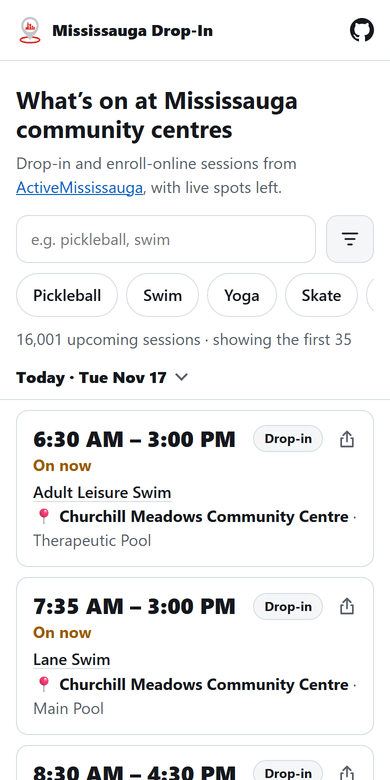 Mississauga Drop-In
What’s on at Mississauga
community centres
Drop-in and enroll-online sessions from
ActiveMississauga, with live spots left.
e.g. pickleball, swim
Pickleball
Swim
Yoga
Skate
16,001 upcoming sessions · showing the first 35
Today · Tue Nov 17
6:30 AM – 3:00 PM
Drop-in
On now
Adult Leisure Swim
📍 Churchill Meadows Community Centre ·
Therapeutic Pool
7:35 AM – 3:00 PM
Drop-in
On now
Lane Swim
📍 Churchill Meadows Community Centre ·
Main Pool
8:30 AM – 4:30 PM
Drop-in